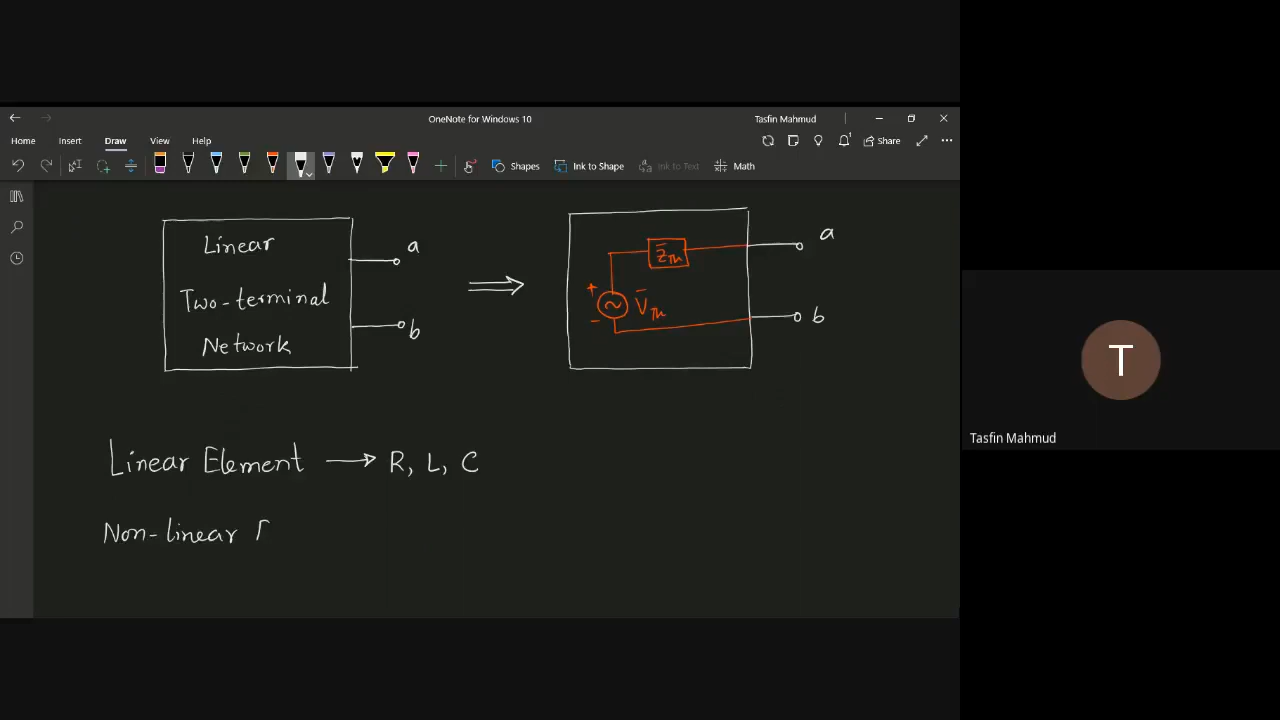 OneNote for Windows 10
Tasfin Mahmud
Home Insert Draw View Help
Share
Shapes Ink to Shape Ink to Text Math
Linear
Two-terminal
Network
a
b
⟹
Z̅Th
+
-
V̅Th
a
b
Linear Element → R, L, C
Non-linear
T
Tasfin Mahmud